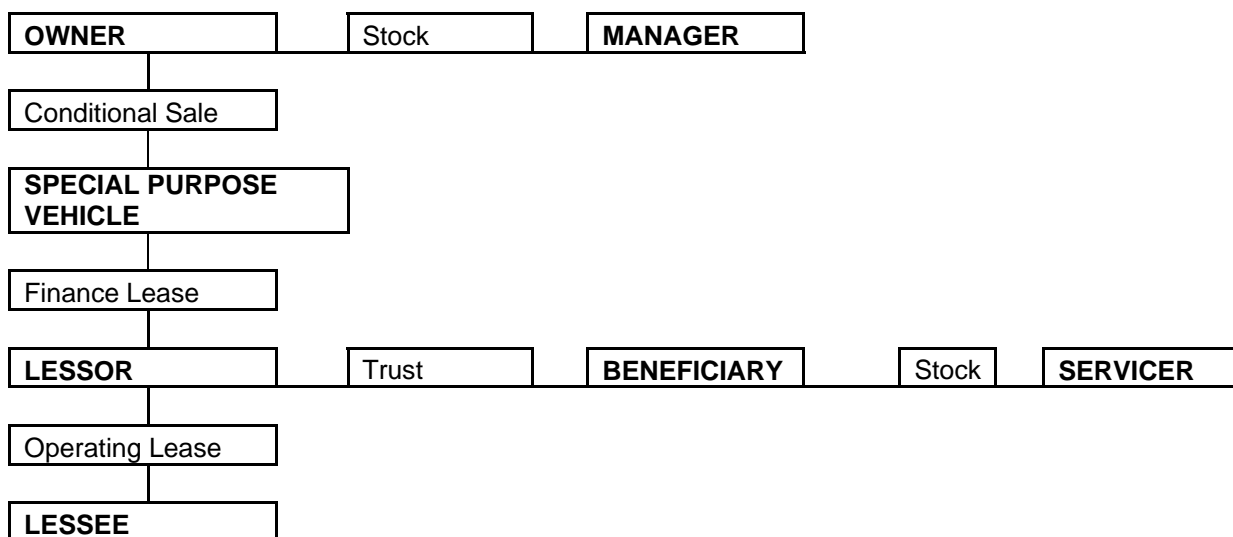 OWNER Stock MANAGER
Conditional Sale
SPECIAL PURPOSE
VEHICLE
Finance Lease
LESSOR Trust BENEFICIARY Stock SERVICER
Operating Lease
LESSEE